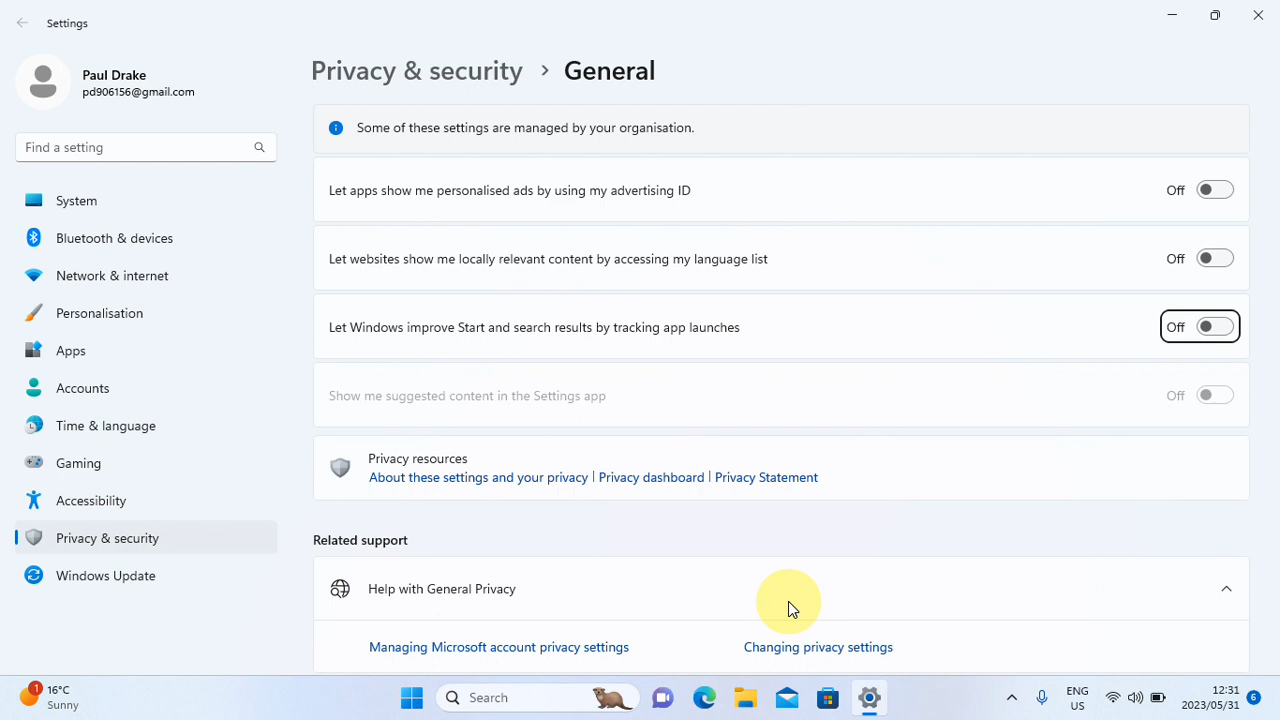 Settings
Paul Drake
pd906156@gmail.com
Find a setting
System
Bluetooth & devices
Network & internet
Personalisation
Apps
Accounts
Time & language
Gaming
Accessibility
Privacy & security
Windows Update
Privacy & security > General
Some of these settings are managed by your organisation.
Let apps show me personalised ads by using my advertising ID Off
Let websites show me locally relevant content by accessing my language list Off
Let Windows improve Start and search results by tracking app launches Off
Show me suggested content in the Settings app Off
Privacy resources
About these settings and your privacy | Privacy dashboard | Privacy Statement
Related support
Help with General Privacy
Managing Microsoft account privacy settings Changing privacy settings
1
16°C
Sunny
Search
ENG
US
12:31
2023/05/31
6